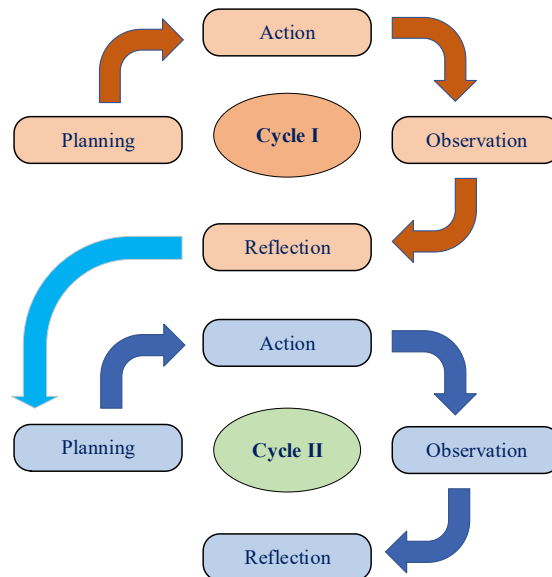 Action
Planning
Cycle I
Observation
Reflection
Action
Planning
Cycle II
Observation
Reflection